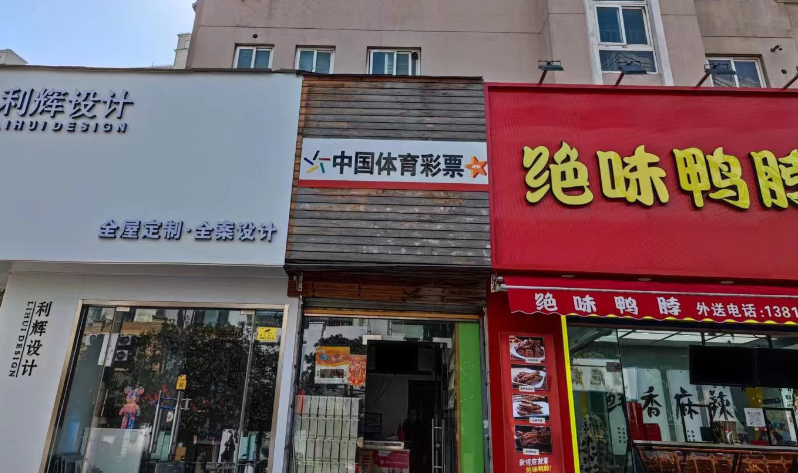 利辉设计
LIHUIDESIGN
全屋定制·全案设计
利辉设计
LIHUIDESIGN
中国体育彩票
绝味鸭脖
绝味鸭脖 外送电话:1381
香麻辣